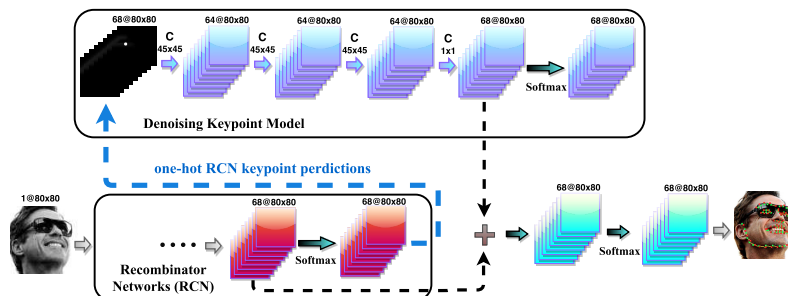 68@80x80
64@80x80
64@80x80
64@80x80
68@80x80
68@80x80
C
45x45
C
45x45
C
45x45
C
1x1
Softmax
Denoising Keypoint Model
one-hot RCN keypoint perdictions
1@80x80
68@80x80
68@80x80
Softmax
Recombinator
Networks (RCN)
68@80x80
68@80x80
Softmax